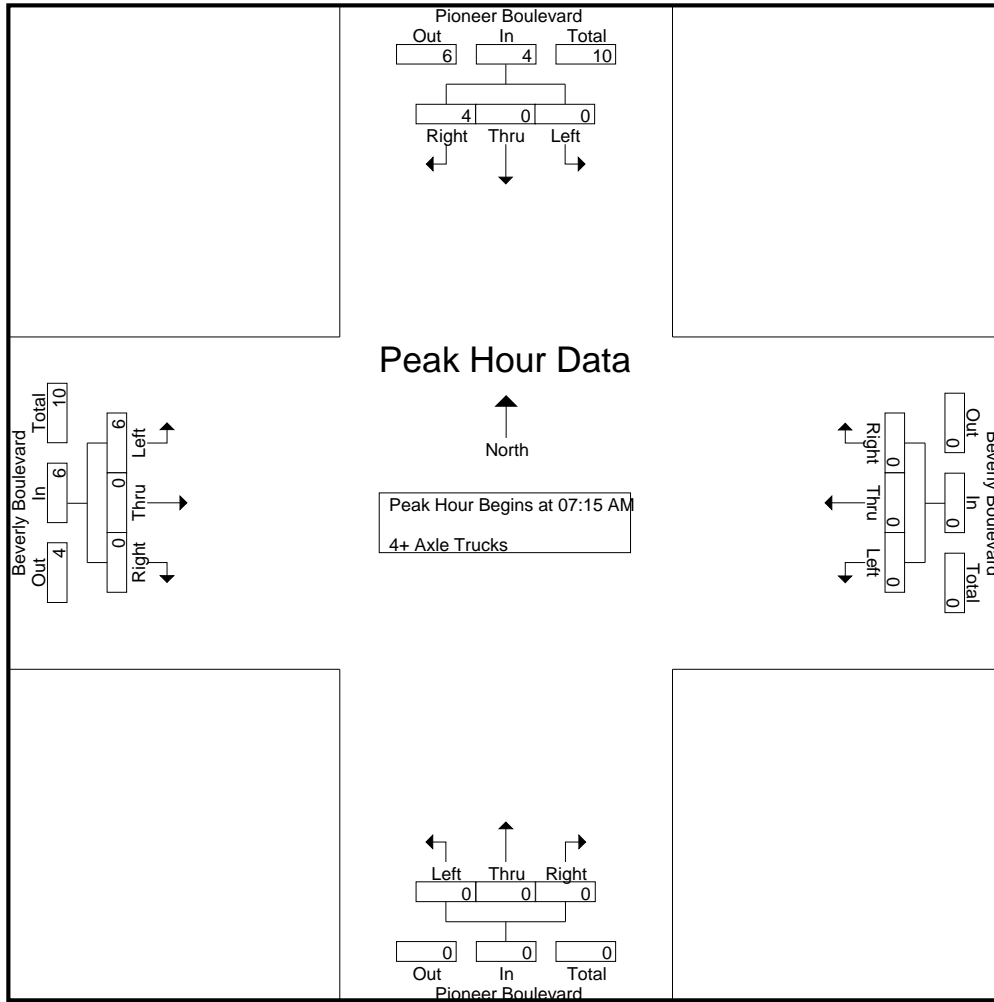 Pioneer Boulevard
Out In Total
6 4 10
4 0 0
Right Thru Left
Peak Hour Data
North
Peak Hour Begins at 07:15 AM
4+ Axle Trucks
Beverly Boulevard
Total In Out
10 6 4
6 0 0
Left Thru Right
Right Thru Left
0 0 0
Out In Total
0 0 0
Beverly Boulevard
Left Thru Right
0 0 0
0 0 0
Out In Total
Pioneer Boulevard